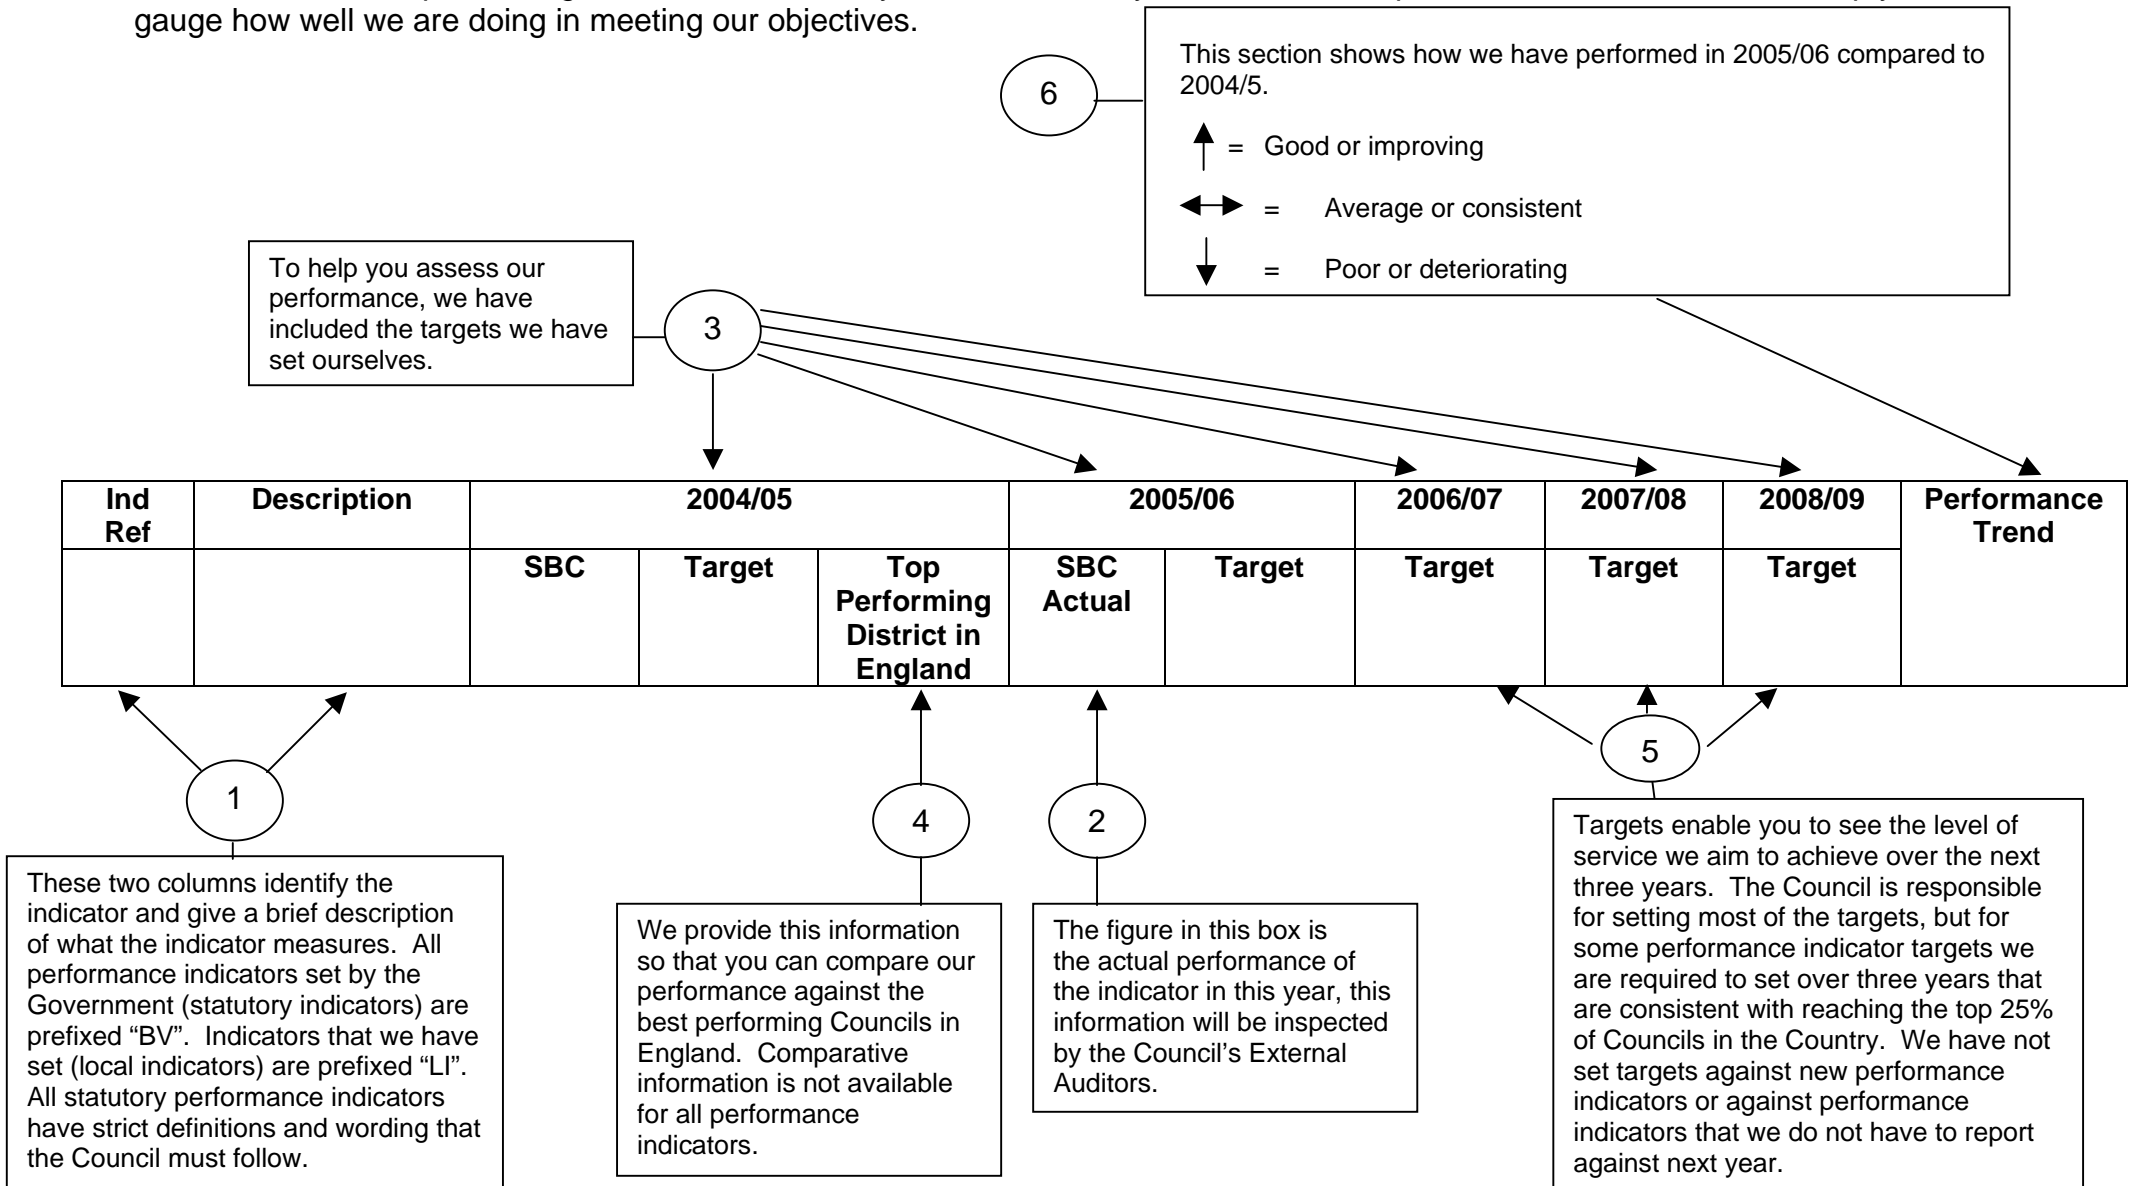 gauge how well we are doing in meeting our objectives.
6
This section shows how we have performed in 2005/06 compared to
2004/5.
= Good or improving
= Average or consistent
= Poor or deteriorating
To help you assess our
performance, we have
included the targets we have
set ourselves.
3
Ind
Ref
Description
2004/05
2005/06
2006/07
2007/08
2008/09
Performance
Trend
SBC
Target
Top
Performing
District in
England
SBC
Actual
Target
Target
Target
Target
1
These two columns identify the
indicator and give a brief description
of what the indicator measures. All
performance indicators set by the
Government (statutory indicators) are
prefixed “BV”. Indicators that we have
set (local indicators) are prefixed “LI”.
All statutory performance indicators
have strict definitions and wording that
the Council must follow.
4
We provide this information
so that you can compare our
performance against the
best performing Councils in
England. Comparative
information is not available
for all performance
indicators.
2
The figure in this box is
the actual performance of
the indicator in this year, this
information will be inspected
by the Council’s External
Auditors.
5
Targets enable you to see the level of
service we aim to achieve over the next
three years. The Council is responsible
for setting most of the targets, but for
some performance indicator targets we
are required to set over three years that
are consistent with reaching the top 25%
of Councils in the Country. We have not
set targets against new performance
indicators or against performance
indicators that we do not have to report
against next year.